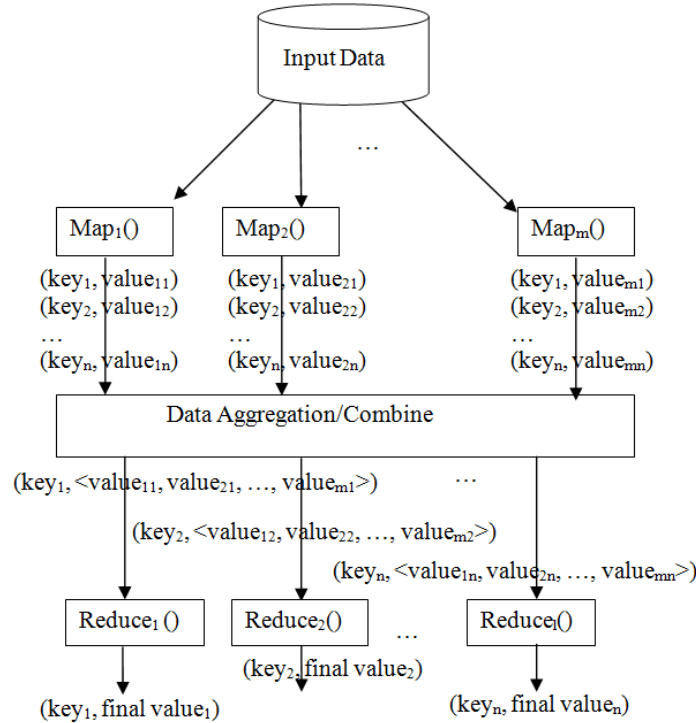 Input Data
…
Map₁()
Map₂()
Mapₘ()
(key₁, value₁₁)
(key₁, value₂₁)
(key₁, valueₘ₁)
(key₂, value₁₂)
(key₂, value₂₂)
(key₂, valueₘ₂)
…
…
…
(keyₙ, value₁ₙ)
(keyₙ, value₂ₙ)
(keyₙ, valueₘₙ)
Data Aggregation/Combine
(key₁, <value₁₁, value₂₁, …, valueₘ₁>)
…
(key₂, <value₁₂, value₂₂, …, valueₘ₂>)
(keyₙ, <value₁ₙ, value₂ₙ, …, valueₘₙ>)
Reduce₁ ()
Reduce₂()
…
Reduceₗ()
(key₁, final value₁)
(key₂, final value₂)
(keyₙ, final valueₙ)